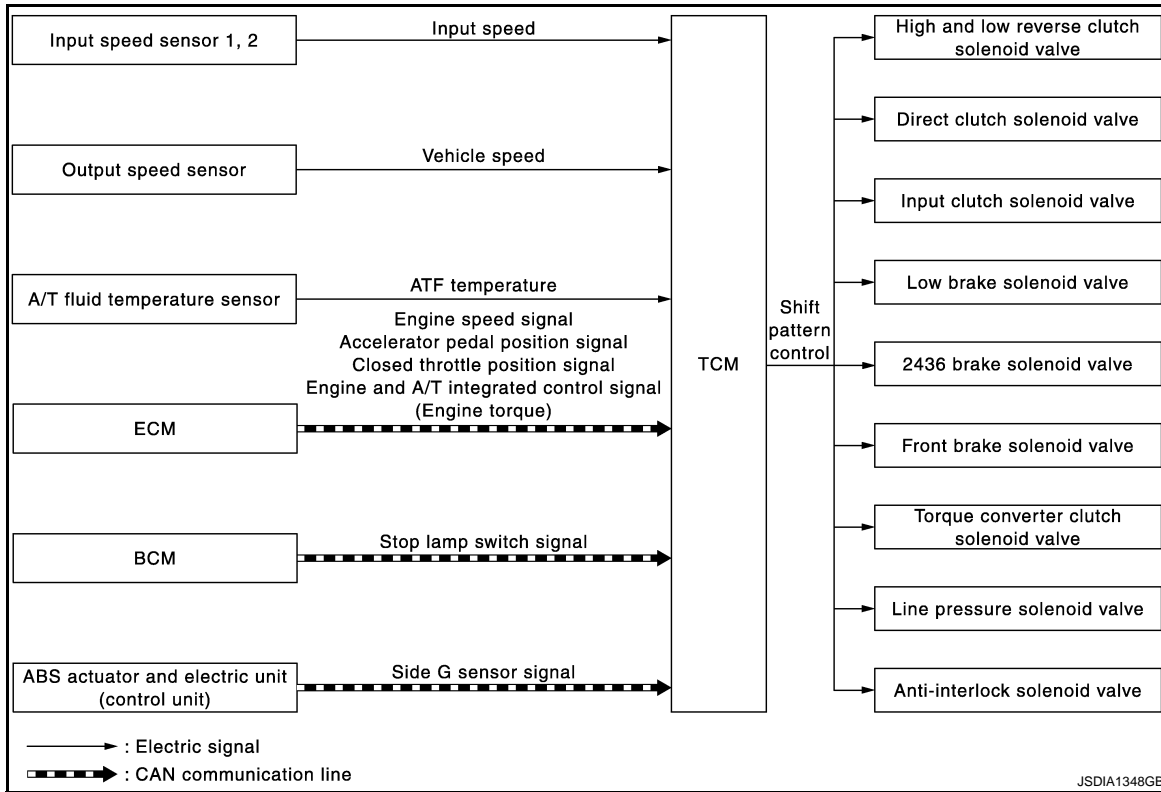 Input speed sensor 1, 2
Input speed
Output speed sensor
Vehicle speed
A/T fluid temperature sensor
ATF temperature
Engine speed signal
Accelerator pedal position signal
Closed throttle position signal
Engine and A/T integrated control signal
(Engine torque)
ECM
BCM
Stop lamp switch signal
ABS actuator and electric unit
(control unit)
Side G sensor signal
TCM
Shift
pattern
control
High and low reverse clutch
solenoid valve
Direct clutch solenoid valve
Input clutch solenoid valve
Low brake solenoid valve
2436 brake solenoid valve
Front brake solenoid valve
Torque converter clutch
solenoid valve
Line pressure solenoid valve
Anti-interlock solenoid valve
: Electric signal
: CAN communication line
JSDIA1348GB